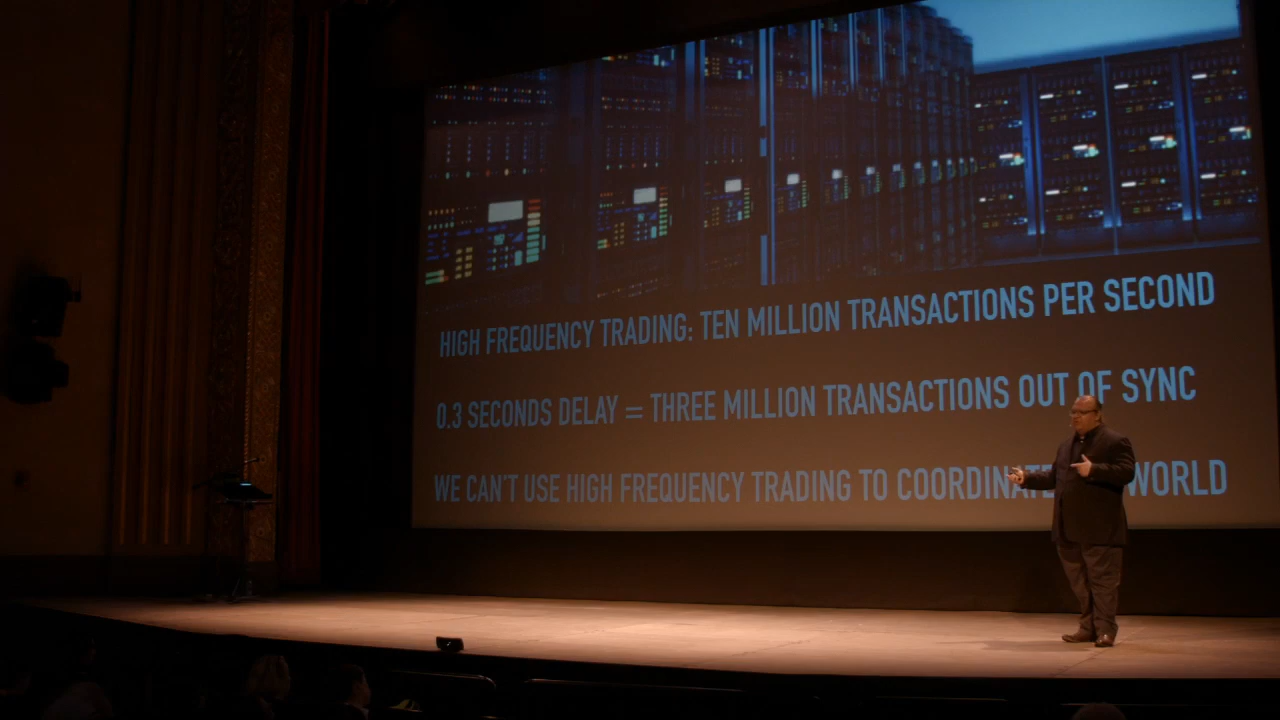 HIGH FREQUENCY TRADING: TEN MILLION TRANSACTIONS PER SECOND
0.3 SECONDS DELAY = THREE MILLION TRANSACTIONS OUT OF SYNC
WE CAN'T USE HIGH FREQUENCY TRADING TO COORDINATE WORLD